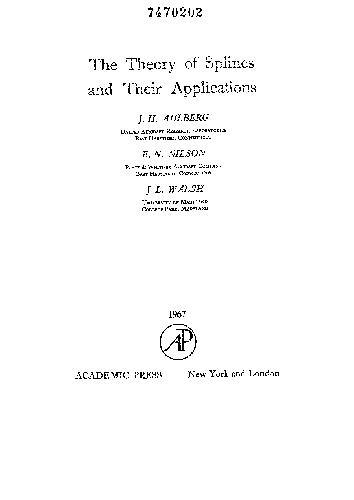 7470202
The Theory of Splines
and Their Applications
J. H. AHLBERG
UNITED AIRCRAFT RESEARCH LABORATORIES
EAST HARTFORD, CONNECTICUT
E. N. NILSON
PRATT & WHITNEY AIRCRAFT COMPANY
EAST HARTFORD, CONNECTICUT
J. L. WALSH
UNIVERSITY OF MARYLAND
COLLEGE PARK, MARYLAND
1967
AP
ACADEMIC PRESS New York and London